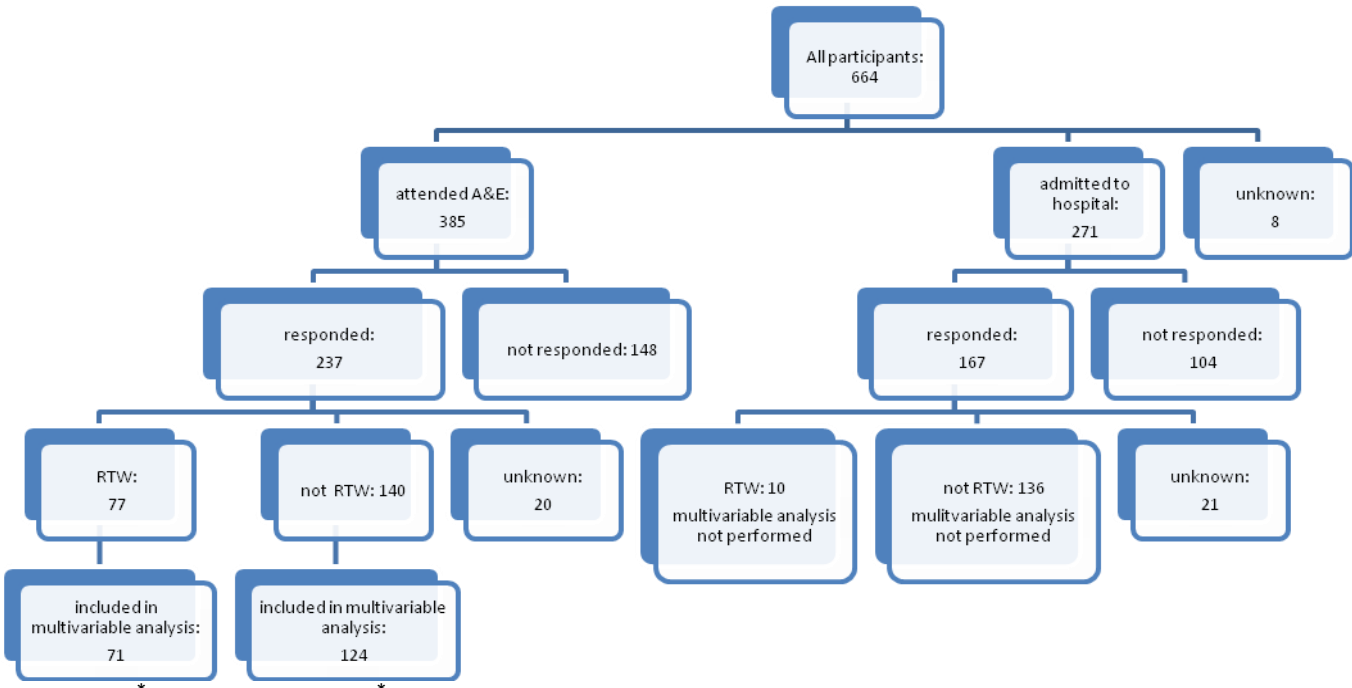 All participants:
664
attended A&E:
385
admitted to
hospital:
271
unknown:
8
responded:
237
not responded: 148
responded:
167
not responded:
104
RTW:
77
not RTW: 140
unknown:
20
RTW: 10
multivariable analysis
not performed
not RTW: 136
mulitvariable analysis
not performed
unknown:
21
included in
multivariable analysis:
71
included in multivariable
analysis:
124
*
*